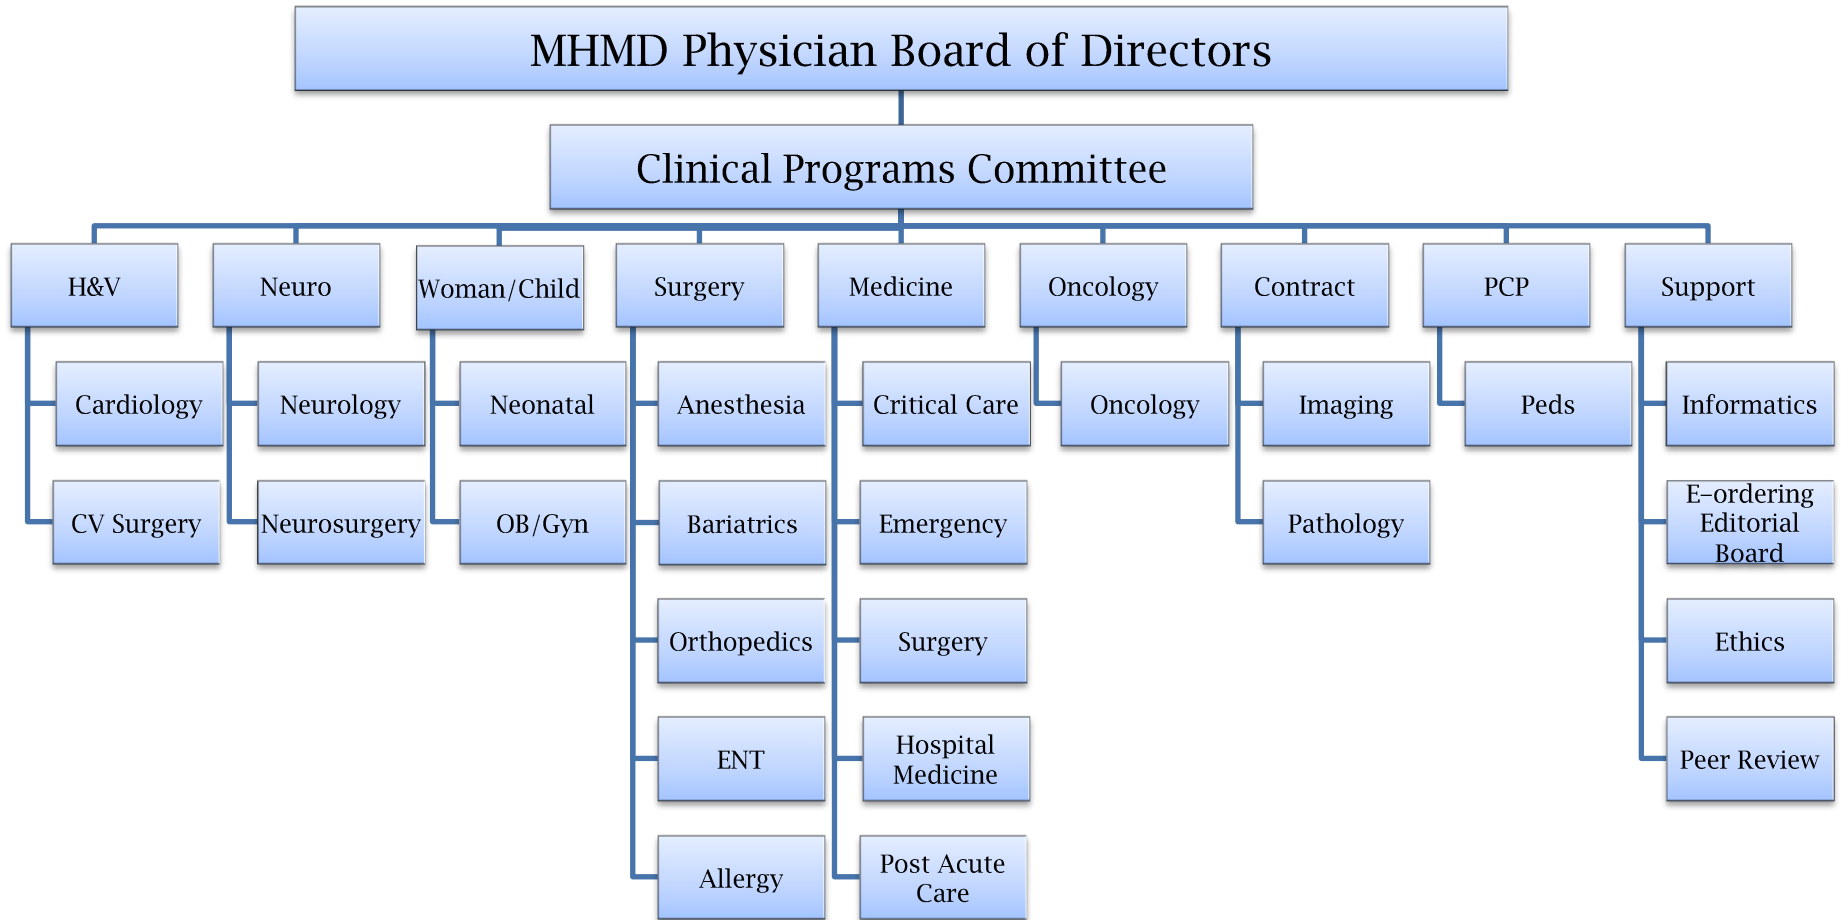 MHMD Physician Board of Directors
Clinical Programs Committee
H&V
Neuro
Woman/Child
Surgery
Medicine
Oncology
Contract
PCP
Support
Cardiology
Neurology
Neonatal
Anesthesia
Critical Care
Oncology
Imaging
Peds
Informatics
CV Surgery
Neurosurgery
OB/Gyn
Bariatrics
Emergency
Pathology
E-ordering
Editorial
Board
Orthopedics
Surgery
Ethics
ENT
Hospital
Medicine
Peer Review
Allergy
Post Acute
Care